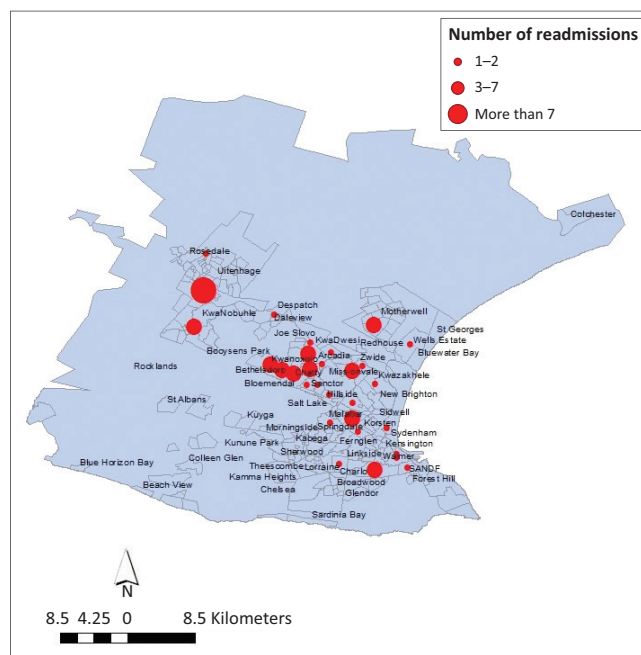 Number of readmissions
1–2
3–7
More than 7
Colchester
Rosedale
Uitenhage
Despatch
KwaNobuhle
Daleview
Motherwell
St.Georges
Joe Slovo
KwaDwesi
Redhouse
Wells Estate
Booysens Park
Arcadia
Bluewater Bay
Rocklands
Kwanoxolo
Zwide
Bethelsdorp
Chatty
Missionvale
Kwazakhele
Bloemendal
Sanctor
St Albans
Hillside
New Brighton
Salt Lake
Kuyga
Malabar
Sidwell
Morningside
Springdale
Korsten
Sydenham
Kunune Park
Kabega
Fernglen
Kensington
Colleen Glen
Sherwood
Linkside
Walmer
Blue Horizon Bay
Theescombe
Lorraine
Charlo
SANDF
Beach View
Kamma Heights
Broadwood
Forest Hill
Chelsea
Glendor
Sardinia Bay
N
8.5 4.25 0 8.5 Kilometers